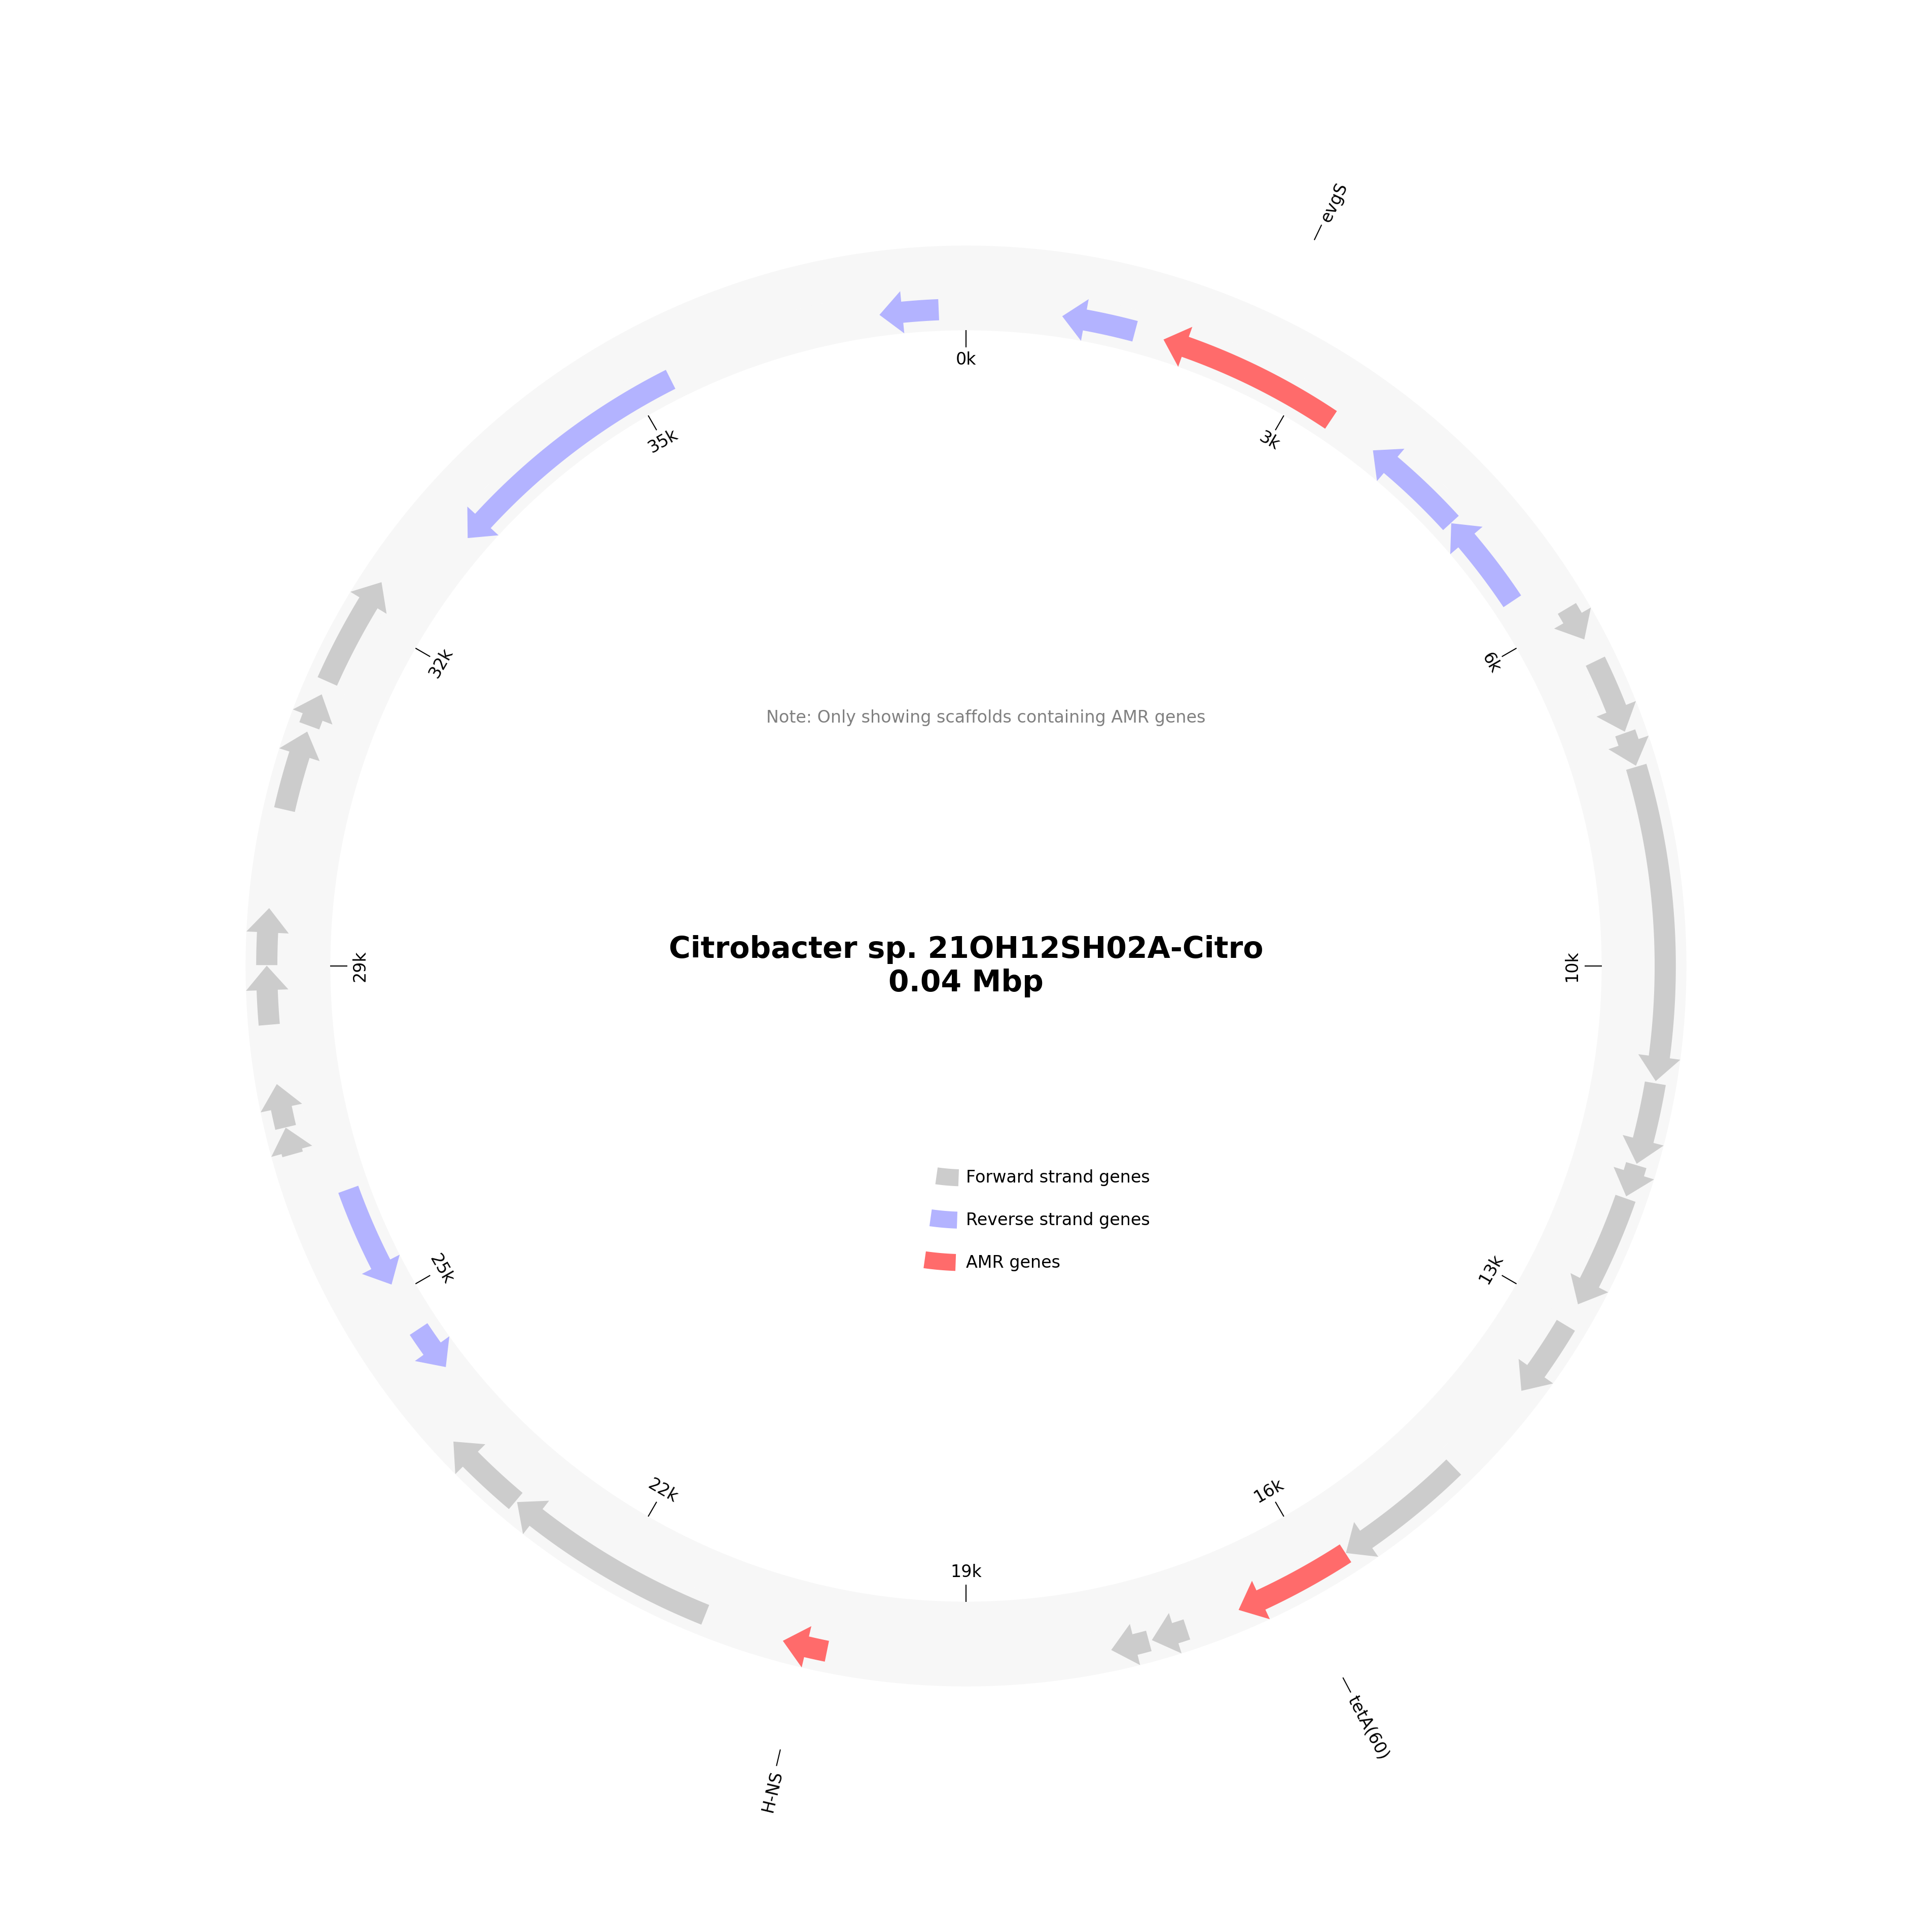 evgS
0k
35k
3k
32k
6k
Note: Only showing scaffolds containing AMR genes
Citrobacter sp. 21OH12SH02A-Citro
0.04 Mbp
29k
10k
Forward strand genes
Reverse strand genes
AMR genes
25k
13k
22k
16k
19k
tetA(60)
H-NS